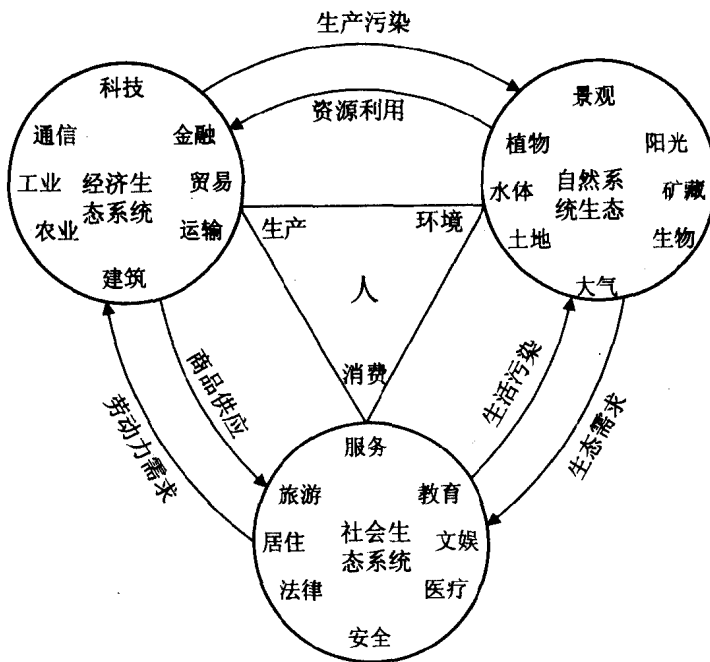 生产污染
资源利用
科技
通信
金融
工业
经济生
态系统
贸易
农业
运输
建筑
景观
植物
阳光
水体
自然系
统生态
矿藏
土地
生物
大气
生产
环境
人
消费
商品供应
劳动力需求
生活污染
生态需求
服务
旅游
教育
居住
社会生
态系统
文娱
法律
医疗
安全